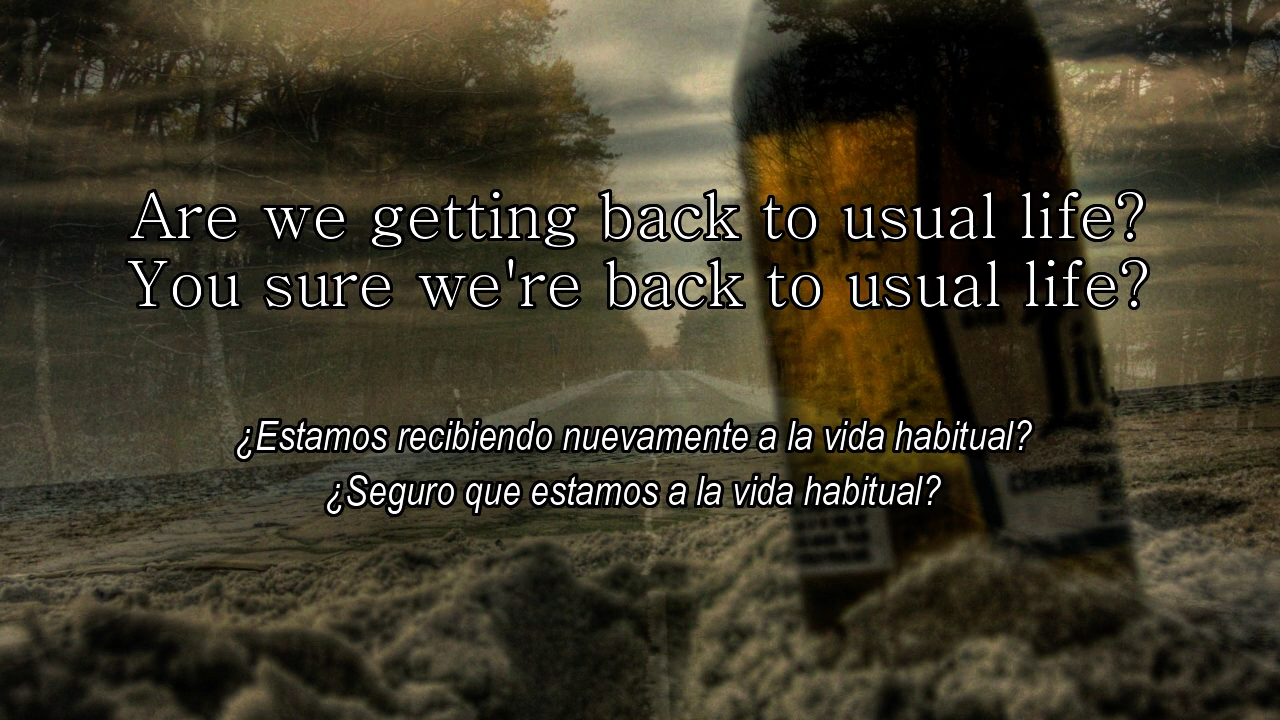 Are we getting back to usual life?
You sure we're back to usual life?
¿Estamos recibiendo nuevamente a la vida habitual?
¿Seguro que estamos a la vida habitual?